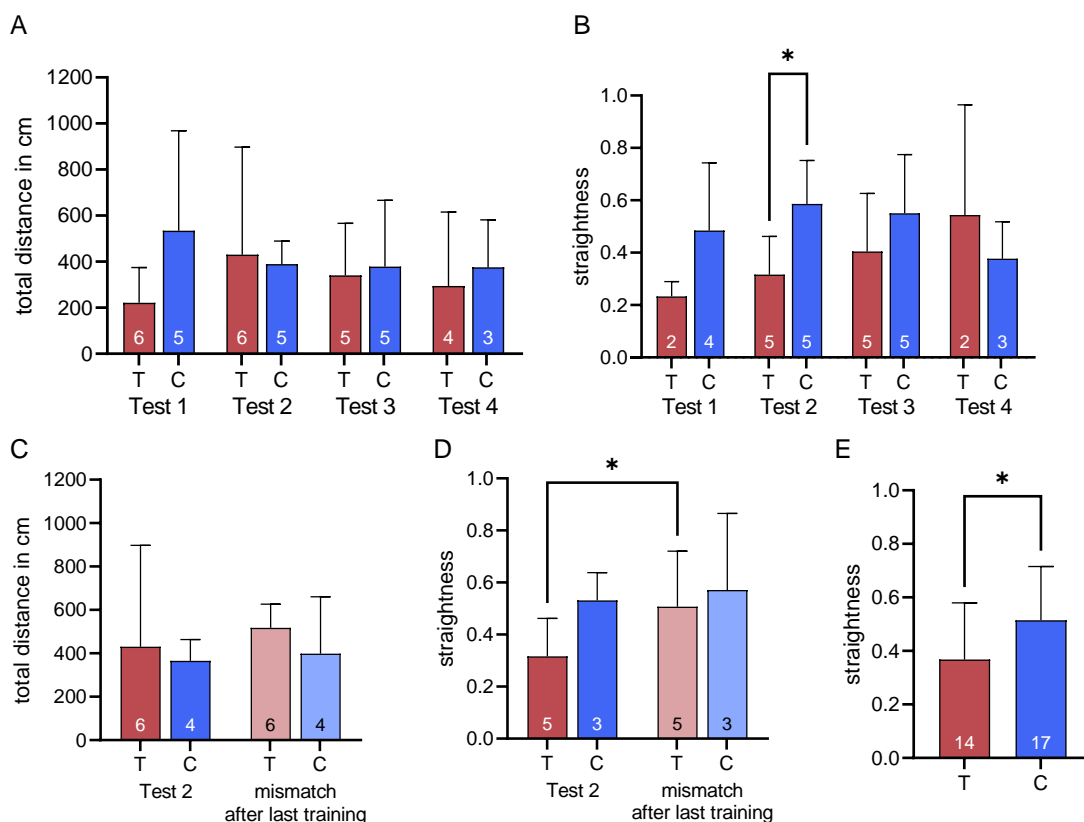 A
total distance in cm
1200
1000
800
600
400
200
0
6 5 6 5 5 5 4 3
T C T C T C T C
Test 1 Test 2 Test 3 Test 4
B
*
straightness
1.0
0.8
0.6
0.4
0.2
0.0
2 4 5 5 5 5 2 3
T C T C T C T C
Test 1 Test 2 Test 3 Test 4
C
total distance in cm
1200
1000
800
600
400
200
0
6 4 6 4
T C T C
Test 2 mismatch
after last training
D
*
straightness
1.0
0.8
0.6
0.4
0.2
0.0
5 3 5 3
T C T C
Test 2 mismatch
after last training
E
*
straightness
1.0
0.8
0.6
0.4
0.2
0.0
14 17
T C